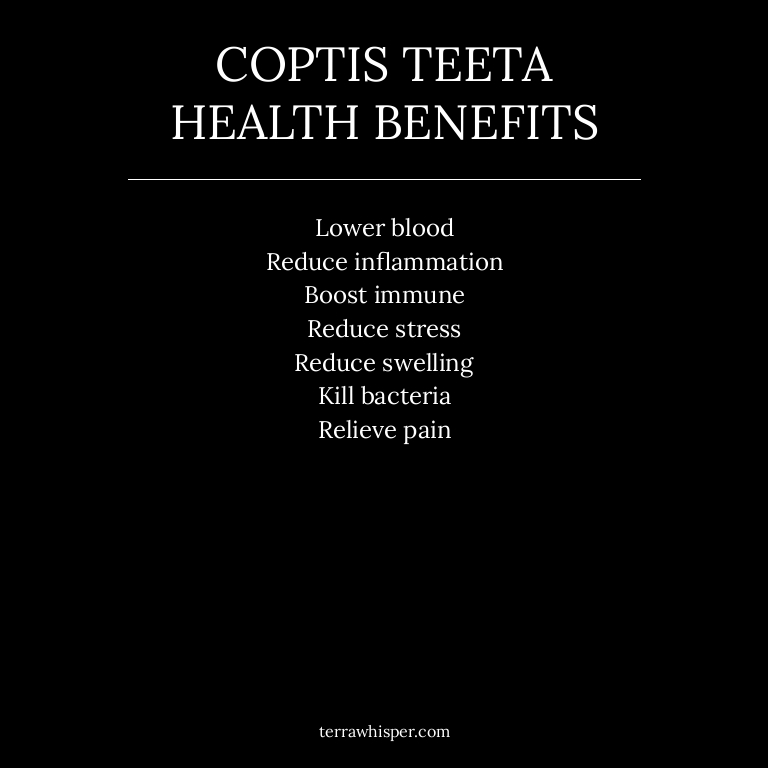 COPTIS TEETA
HEALTH BENEFITS
Lower blood
Reduce inflammation
Boost immune
Reduce stress
Reduce swelling
Kill bacteria
Relieve pain
terrawhisper.com